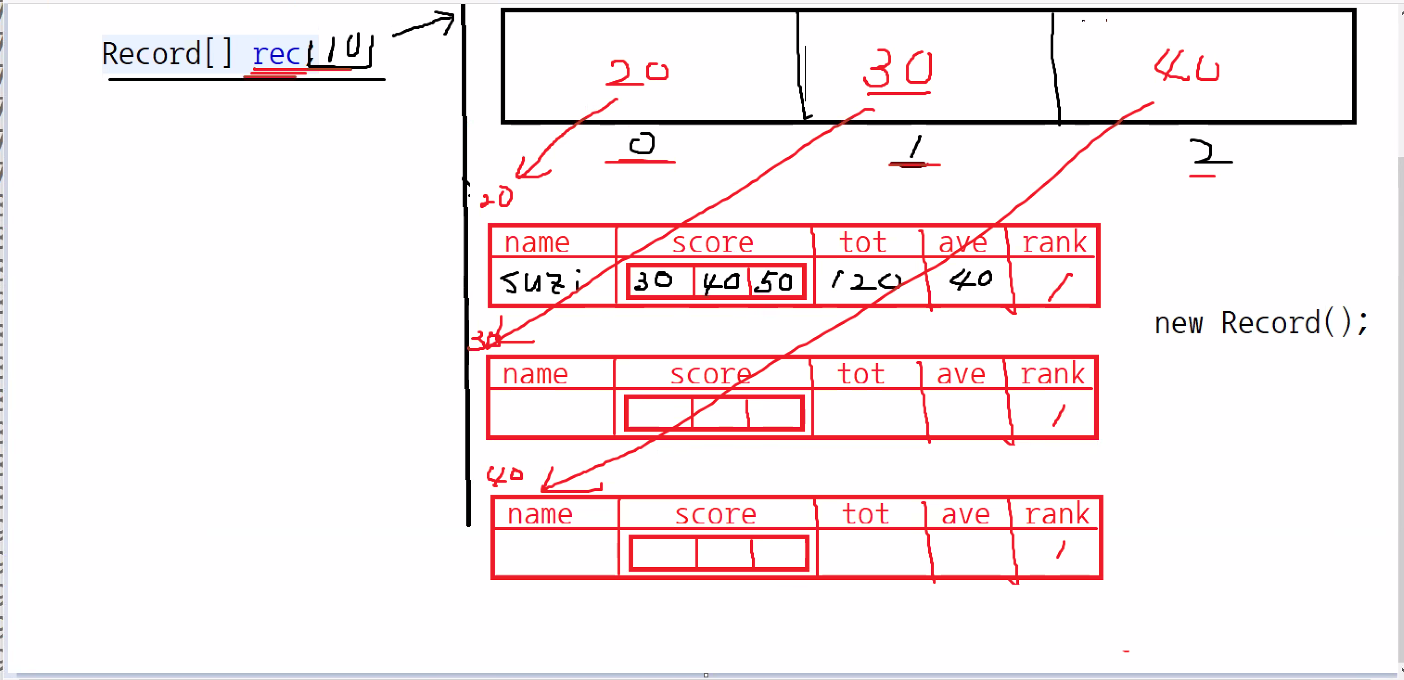 Record[] rec 10
20 30 40
0 1 2
20
name score tot ave rank
suzi 30 40 50 120 40 1
new Record();
30
name score tot ave rank
1
40
name score tot ave rank
1